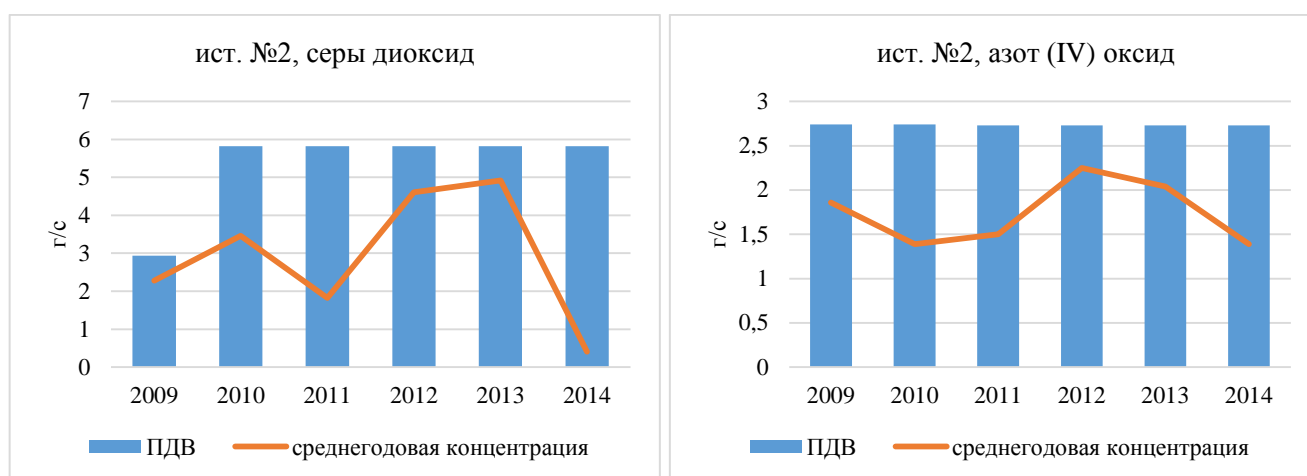 ист. №2, серы диоксид
г/с
7
6
5
4
3
2
1
0
2009 2010 2011 2012 2013 2014
ПДВ среднегодовая концентрация
ист. №2, азот (IV) оксид
г/с
3
2,5
2
1,5
1
0,5
0
2009 2010 2011 2012 2013 2014
ПДВ среднегодовая концентрация